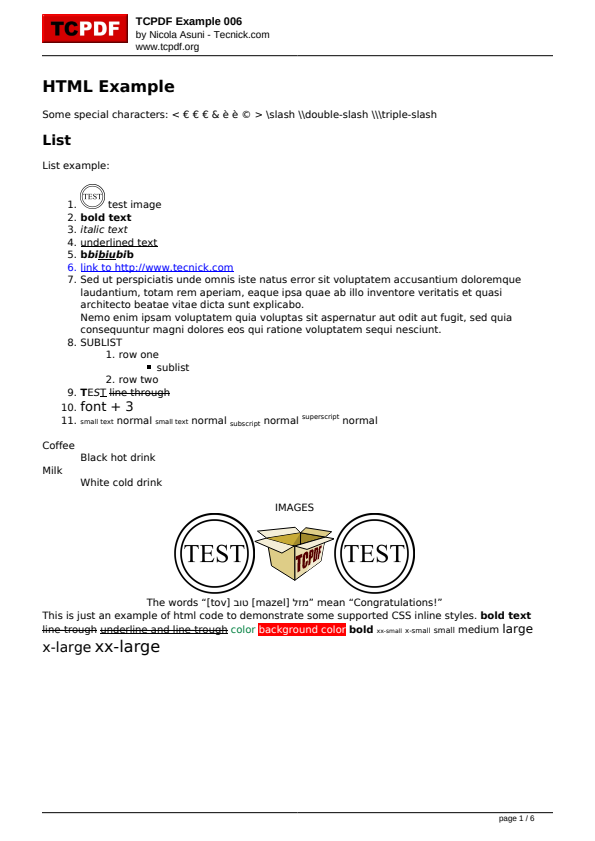 TCPDF
TCPDF Example 006
by Nicola Asuni - Tecnick.com
www.tcpdf.org
HTML Example
Some special characters: < € € € & è è © > \slash \\double-slash \\\triple-slash
List
List example:
1. TEST test image
2. bold text
3. italic text
4. underlined text
5. bbibiubib
6. link to http://www.tecnick.com
7. Sed ut perspiciatis unde omnis iste natus error sit voluptatem accusantium doloremque
laudantium, totam rem aperiam, eaque ipsa quae ab illo inventore veritatis et quasi
architecto beatae vitae dicta sunt explicabo.
Nemo enim ipsam voluptatem quia voluptas sit aspernatur aut odit aut fugit, sed quia
consequuntur magni dolores eos qui ratione voluptatem sequi nesciunt.
8. SUBLIST
1. row one
▪ sublist
2. row two
9. TEST line through
10. font + 3
11. small text normal small text normal subscript normal superscript normal
Coffee
Black hot drink
Milk
White cold drink
IMAGES
TEST TCPDF TEST
The words “[tov] טוב [mazel] מזל” mean “Congratulations!”
This is just an example of html code to demonstrate some supported CSS inline styles. bold text
line trough underline and line trough color background color bold xx-small x-small small medium large
x-large xx-large
page 1 / 6